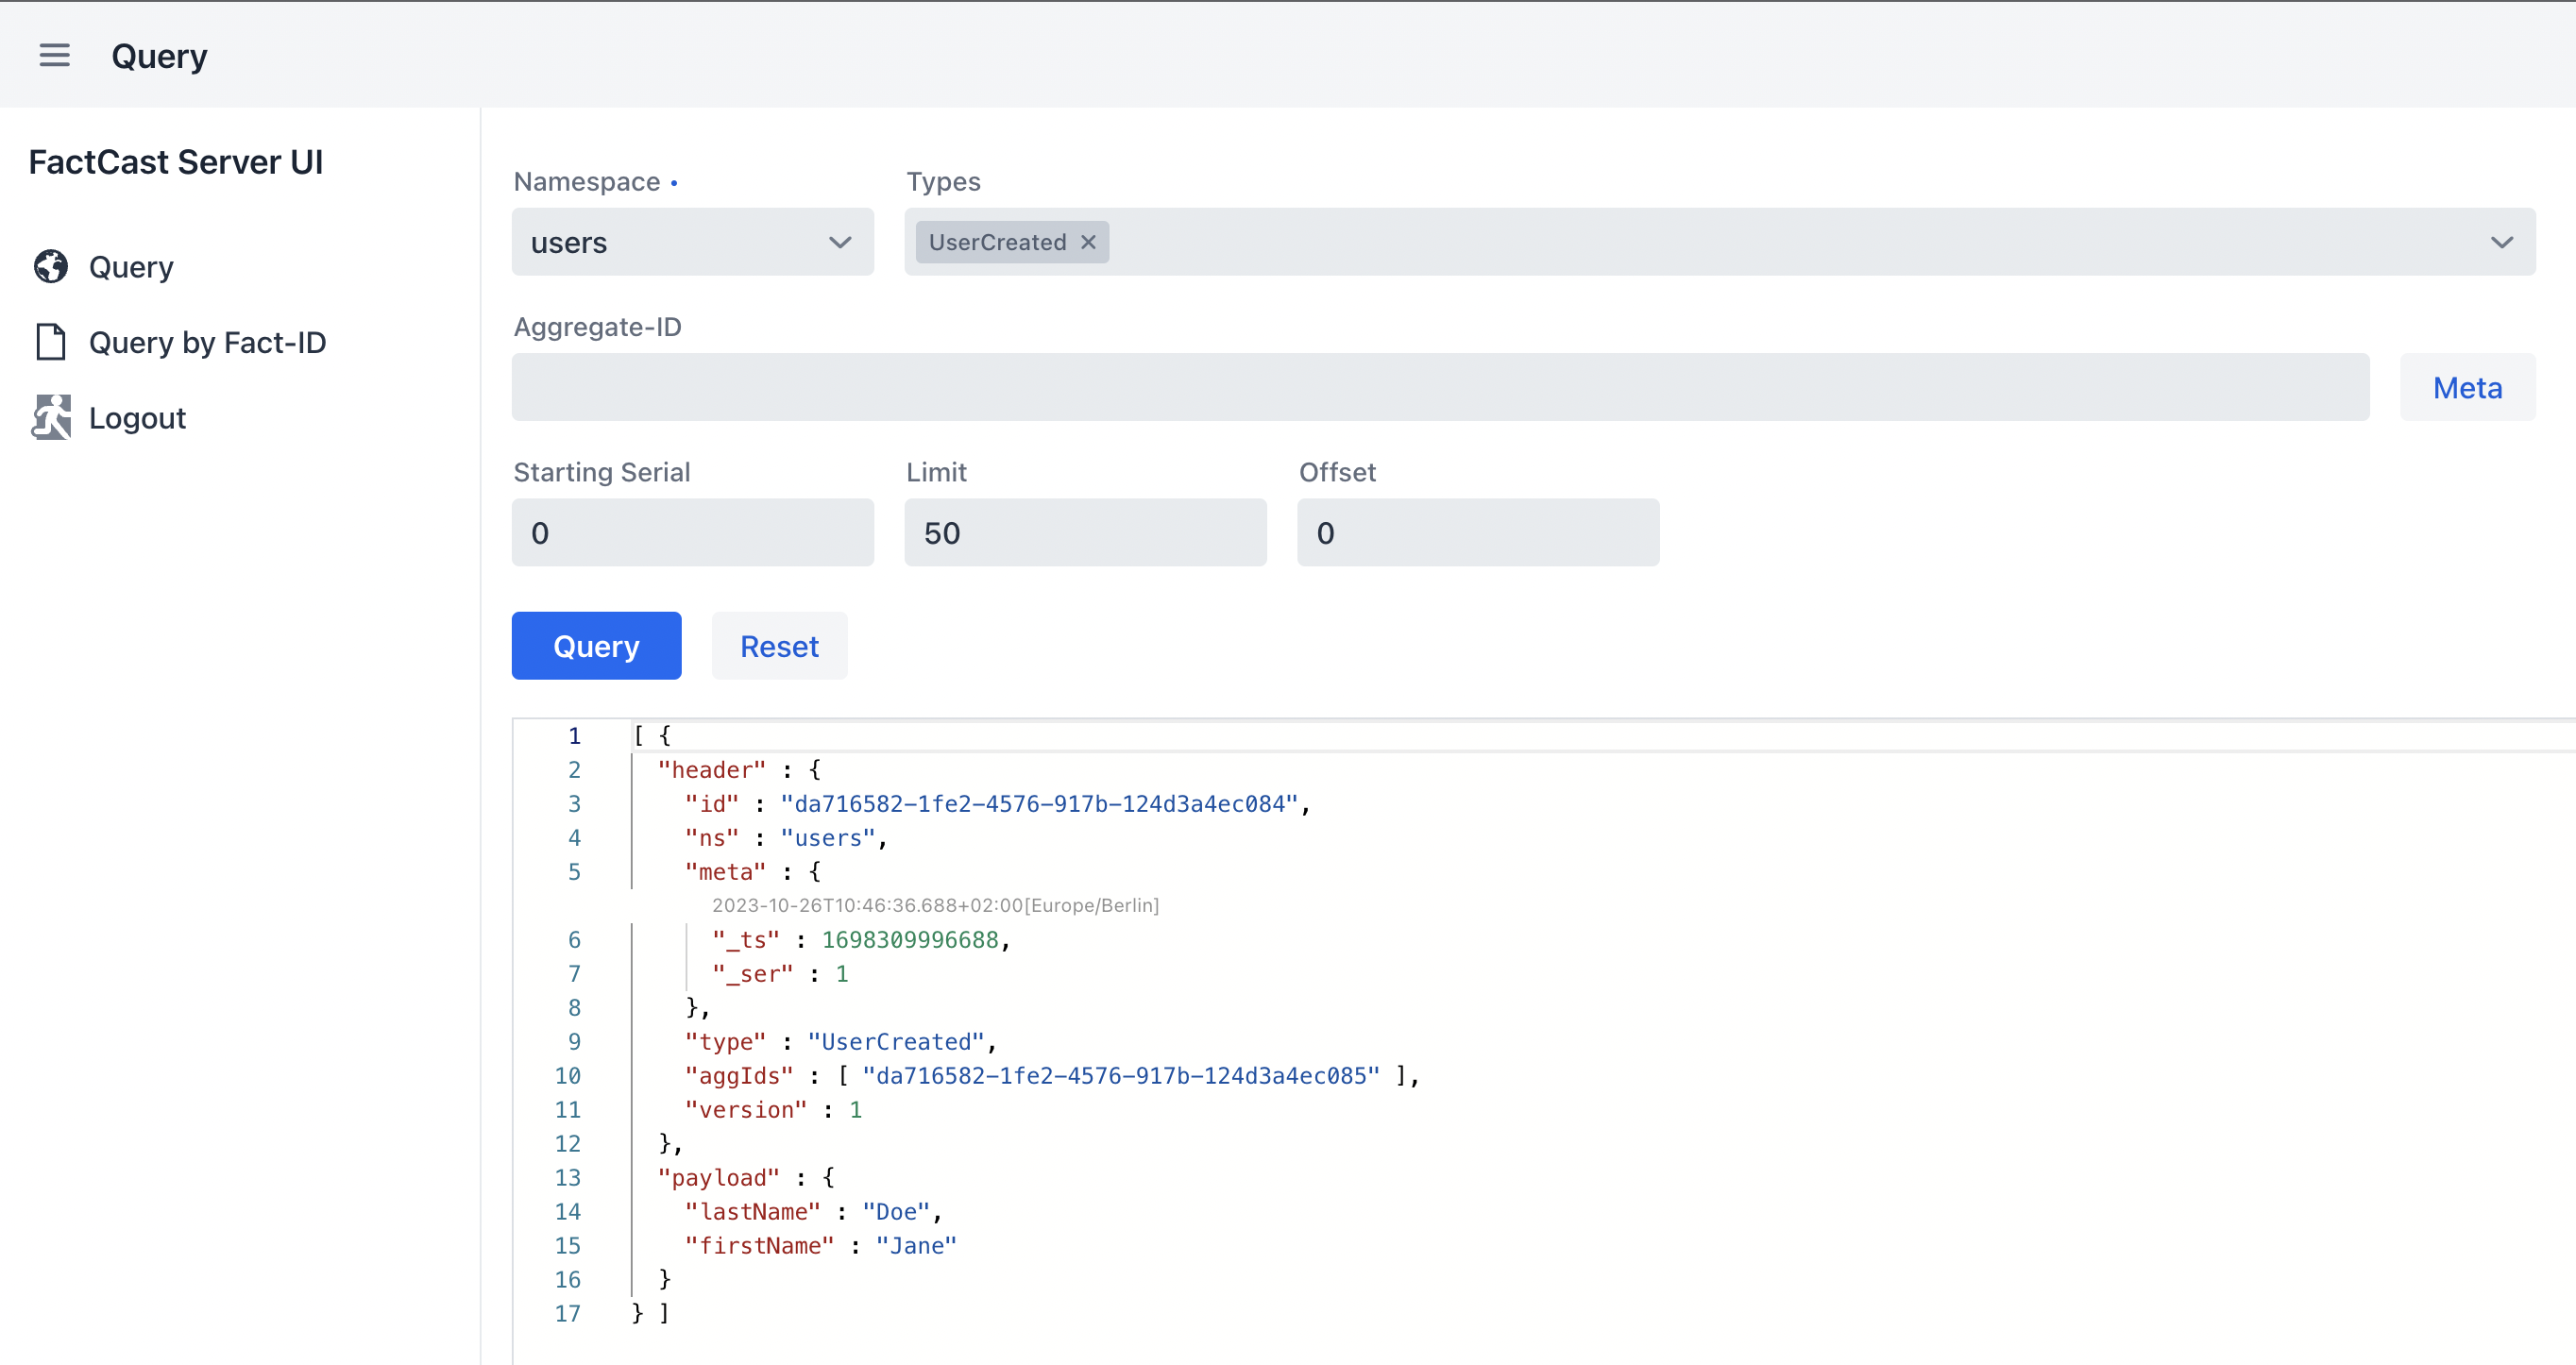 Query
FactCast Server UI
Query
Query by Fact-ID
Logout
Namespace •
Types
users
UserCreated ✕
Aggregate-ID
Meta
Starting Serial
Limit
Offset
0
50
0
Query
Reset
1 [ {
2 "header" : {
3 "id" : "da716582-1fe2-4576-917b-124d3a4ec084",
4 "ns" : "users",
5 "meta" : {
2023-10-26T10:46:36.688+02:00[Europe/Berlin]
6 "_ts" : 1698309996688,
7 "_ser" : 1
8 },
9 "type" : "UserCreated",
10 "aggIds" : [ "da716582-1fe2-4576-917b-124d3a4ec085" ],
11 "version" : 1
12 },
13 "payload" : {
14 "lastName" : "Doe",
15 "firstName" : "Jane"
16 }
17 } ]